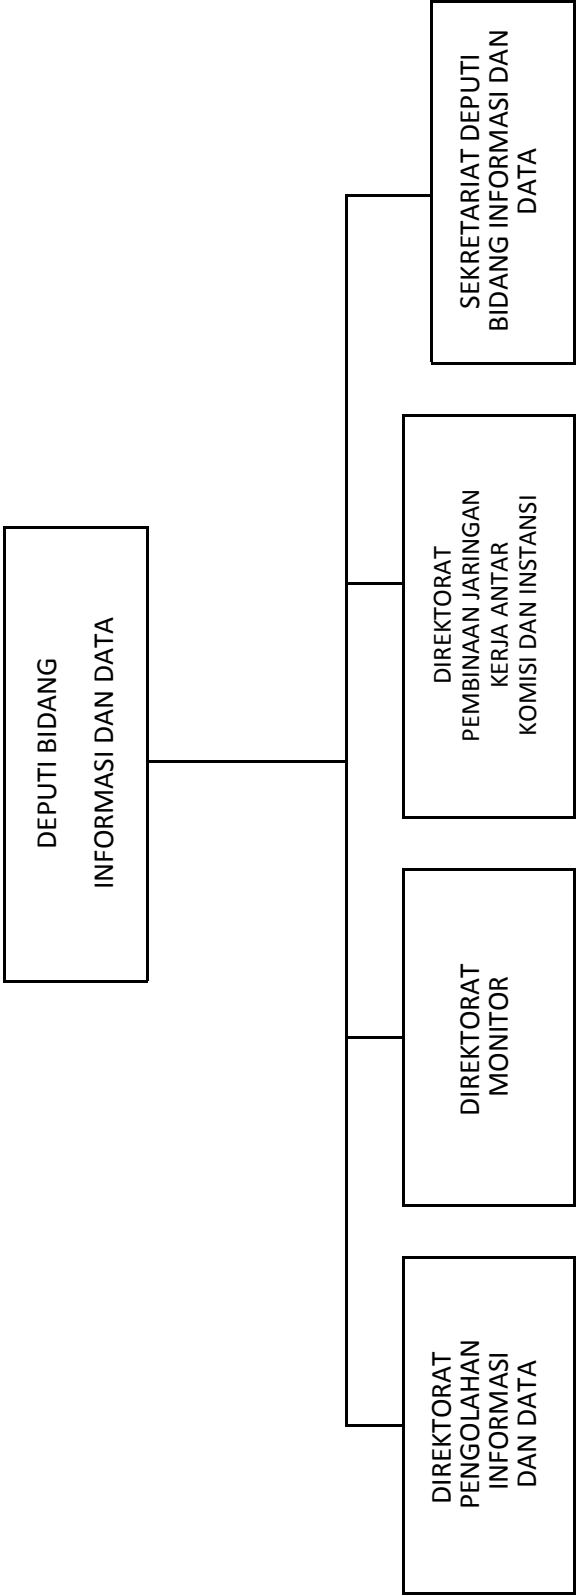 DEPUTI BIDANG
INFORMASI DAN DATA
DIREKTORAT
PENGOLAHAN
INFORMASI
DAN DATA
DIREKTORAT
MONITOR
DIREKTORAT
PEMBINAAN JARINGAN
KERJA ANTAR
KOMISI DAN INSTANSI
SEKRETARIAT DEPUTI
BIDANG INFORMASI DAN
DATA